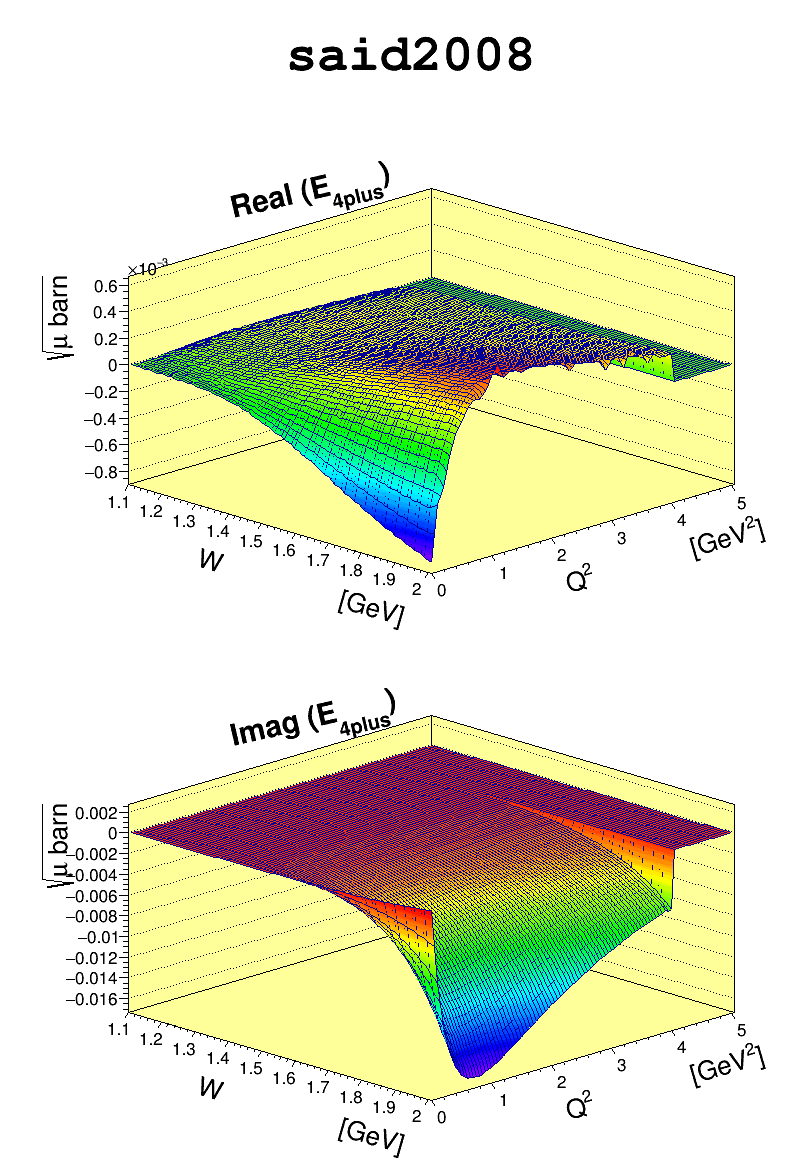 said2008
Real (E4plus)
×10−3
√μ barn
0.6
0.4
0.2
0
−0.2
−0.4
−0.6
−0.8
1.1 1.2 1.3 1.4 1.5 1.6 1.7 1.8 1.9 2
W
[GeV]
0 1 2 3 4 5
Q2
[GeV2]
Imag (E4plus)
√μ barn
0.002
0
−0.002
−0.004
−0.006
−0.008
−0.01
−0.012
−0.014
−0.016
1.1 1.2 1.3 1.4 1.5 1.6 1.7 1.8 1.9 2
W
[GeV]
0 1 2 3 4 5
Q2
[GeV2]